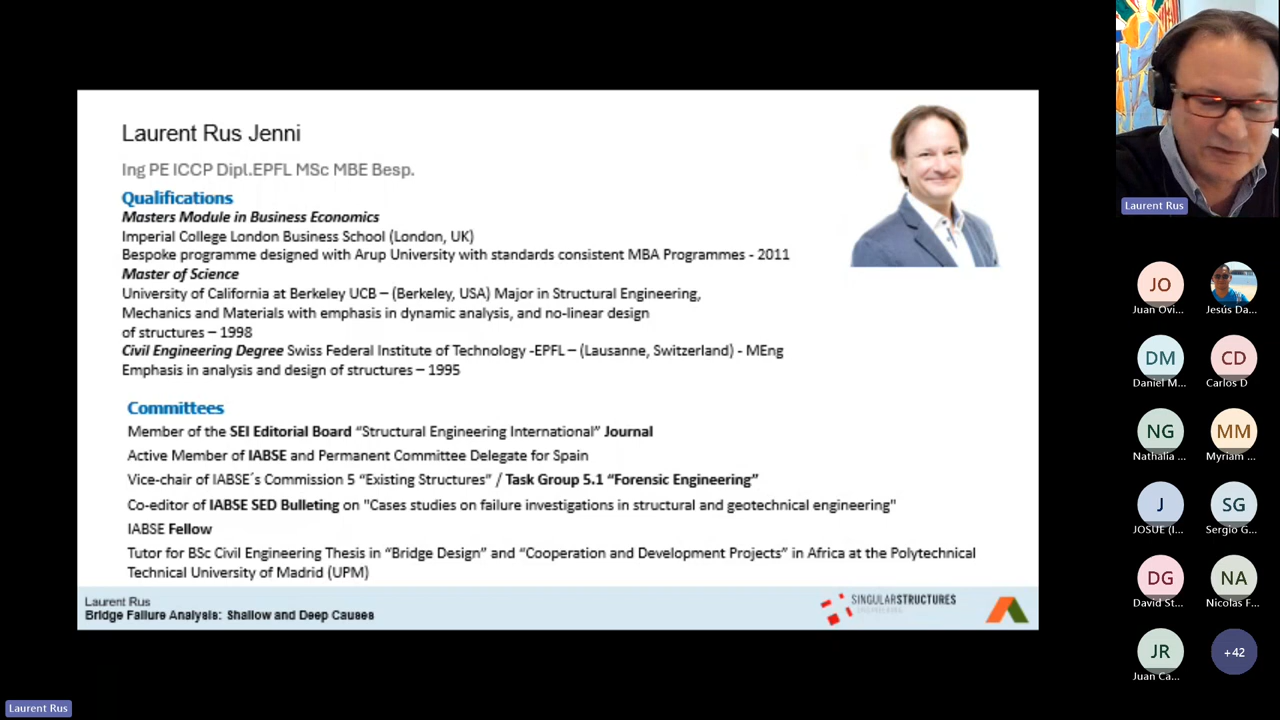 Laurent Rus Jenni
Ing PE ICCP Dipl.EPFL MSc MBE Besp.
Qualifications
Masters Module in Business Economics
Imperial College London Business School (London, UK)
Bespoke programme designed with Arup University with standards consistent MBA Programmes - 2011
Master of Science
University of California at Berkeley UCB – (Berkeley, USA) Major in Structural Engineering,
Mechanics and Materials with emphasis in dynamic analysis, and no-linear design
of structures – 1998
Civil Engineering Degree Swiss Federal Institute of Technology -EPFL – (Lausanne, Switzerland) - MEng
Emphasis in analysis and design of structures – 1995
Committees
Member of the SEI Editorial Board “Structural Engineering International” Journal
Active Member of IABSE and Permanent Committee Delegate for Spain
Vice-chair of IABSE´s Commission 5 “Existing Structures” / Task Group 5.1 “Forensic Engineering”
Co-editor of IABSE SED Bulleting on "Cases studies on failure investigations in structural and geotechnical engineering"
IABSE Fellow
Tutor for BSc Civil Engineering Thesis in “Bridge Design” and “Cooperation and Development Projects” in Africa at the Polytechnical
Technical University of Madrid (UPM)
Laurent Rus
Bridge Failure Analysis: Shallow and Deep Causes
SINGULARSTRUCTURES
Laurent Rus
JO
Juan Ovi...
Jesús Da...
DM
Daniel M...
CD
Carlos D
NG
Nathalia ...
MM
Myriam ...
J
JOSUE (I...
SG
Sergio G...
DG
David St...
NA
Nicolas F...
JR
Juan Ca...
+42
Laurent Rus